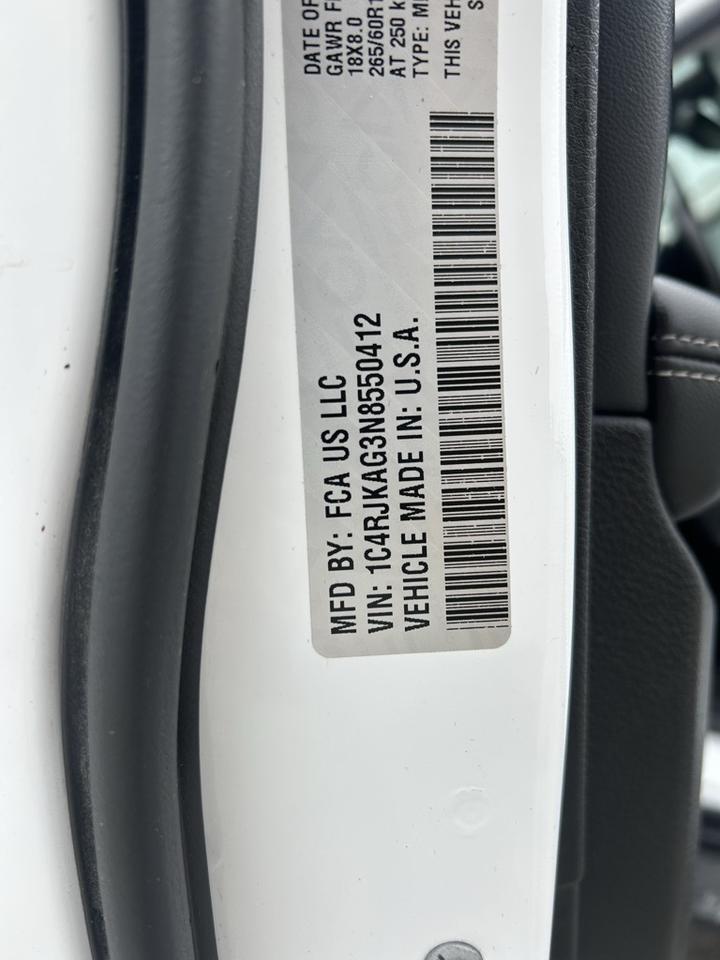 MFD BY: FCA US LLC
VIN: 1C4RJKAG3N8550412
VEHICLE MADE IN: U.S.A.
DATE OF
GAWR
18X8.0
265/60R1
AT 250 k
TYPE:
THIS VEH